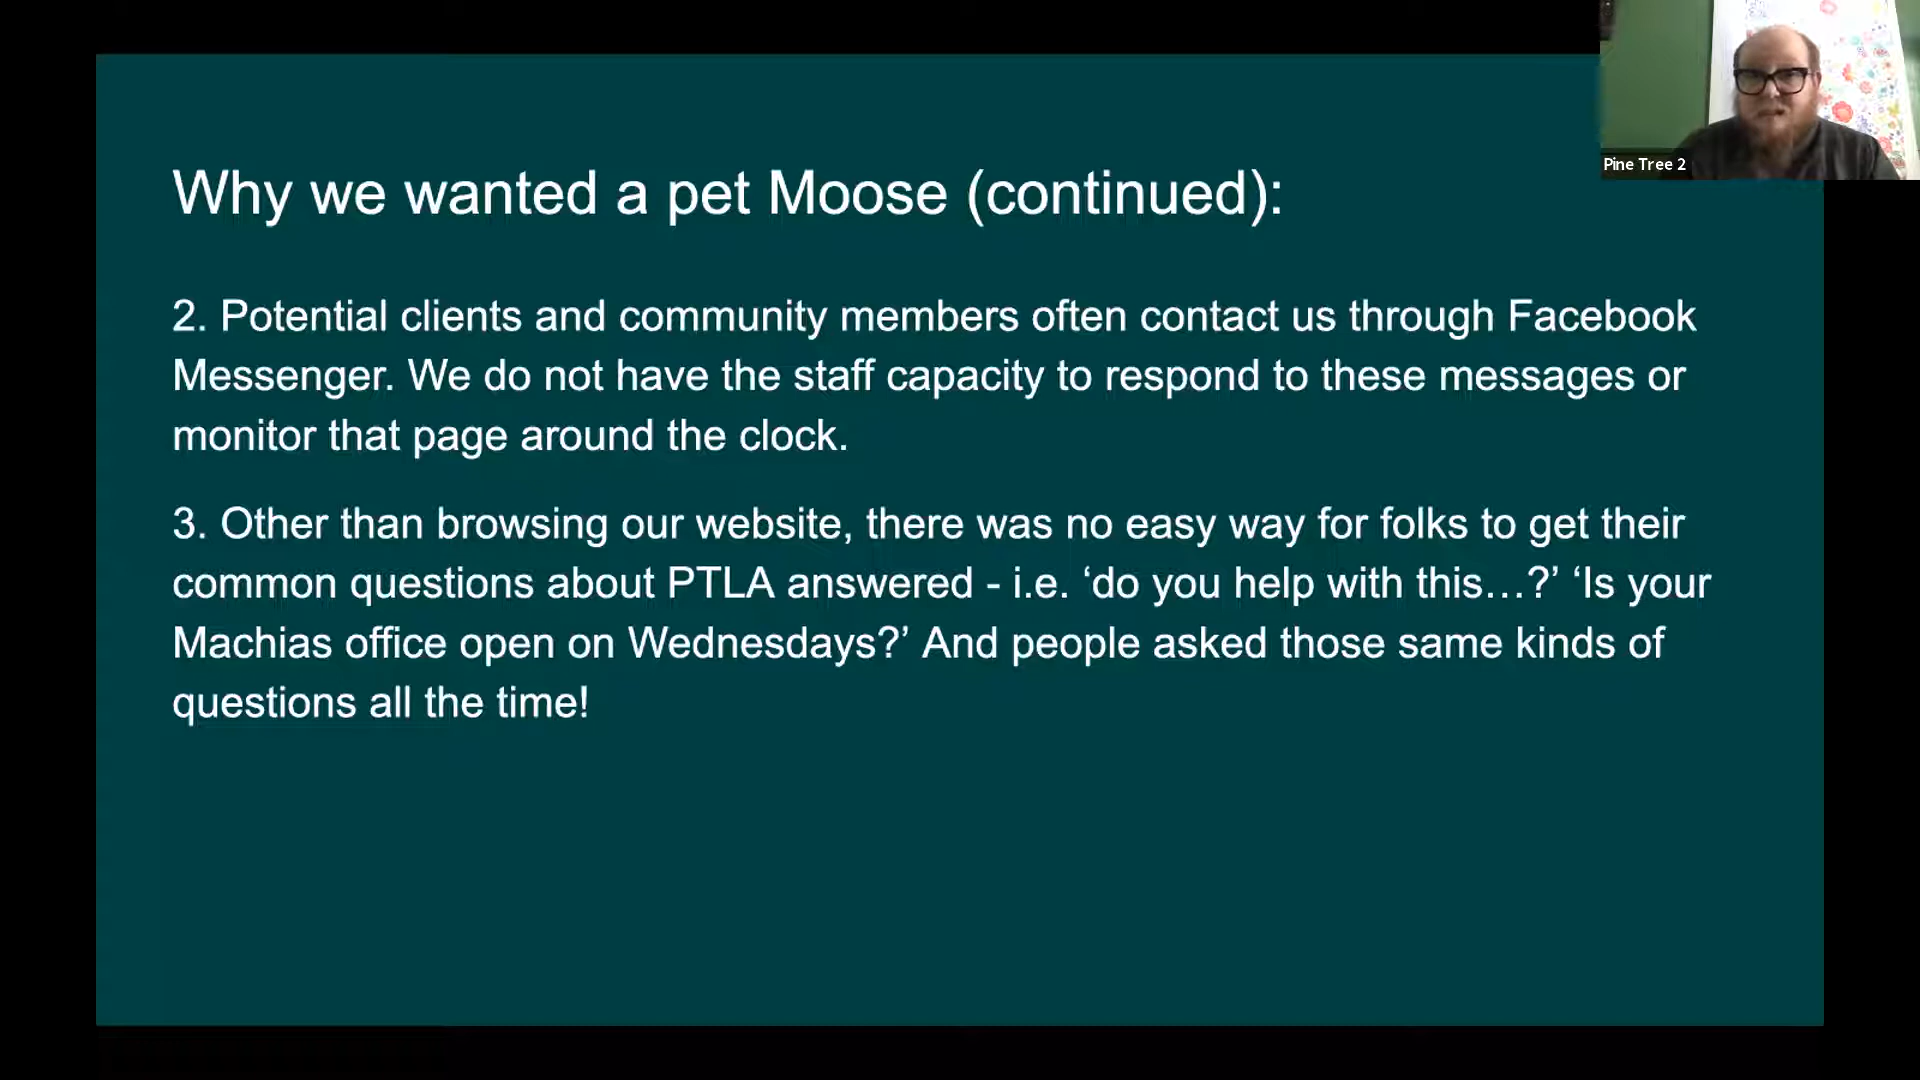 Pine Tree 2
Why we wanted a pet Moose (continued):
2. Potential clients and community members often contact us through Facebook
Messenger. We do not have the staff capacity to respond to these messages or
monitor that page around the clock.
3. Other than browsing our website, there was no easy way for folks to get their
common questions about PTLA answered - i.e. ‘do you help with this…?’ ‘Is your
Machias office open on Wednesdays?’ And people asked those same kinds of
questions all the time!